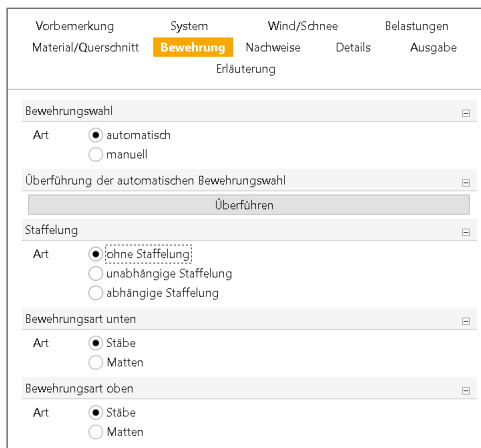 Vorbemerkung System Wind/Schnee Belastungen
Material/Querschnitt Bewehrung Nachweise Details Ausgabe
Erläuterung
Bewehrungswahl
Art automatisch
manuell
Überführung der automatischen Bewehrungswahl
Überführen
Staffelung
Art ohne Staffelung
unabhängige Staffelung
abhängige Staffelung
Bewehrungsart unten
Art Stäbe
Matten
Bewehrungsart oben
Art Stäbe
Matten